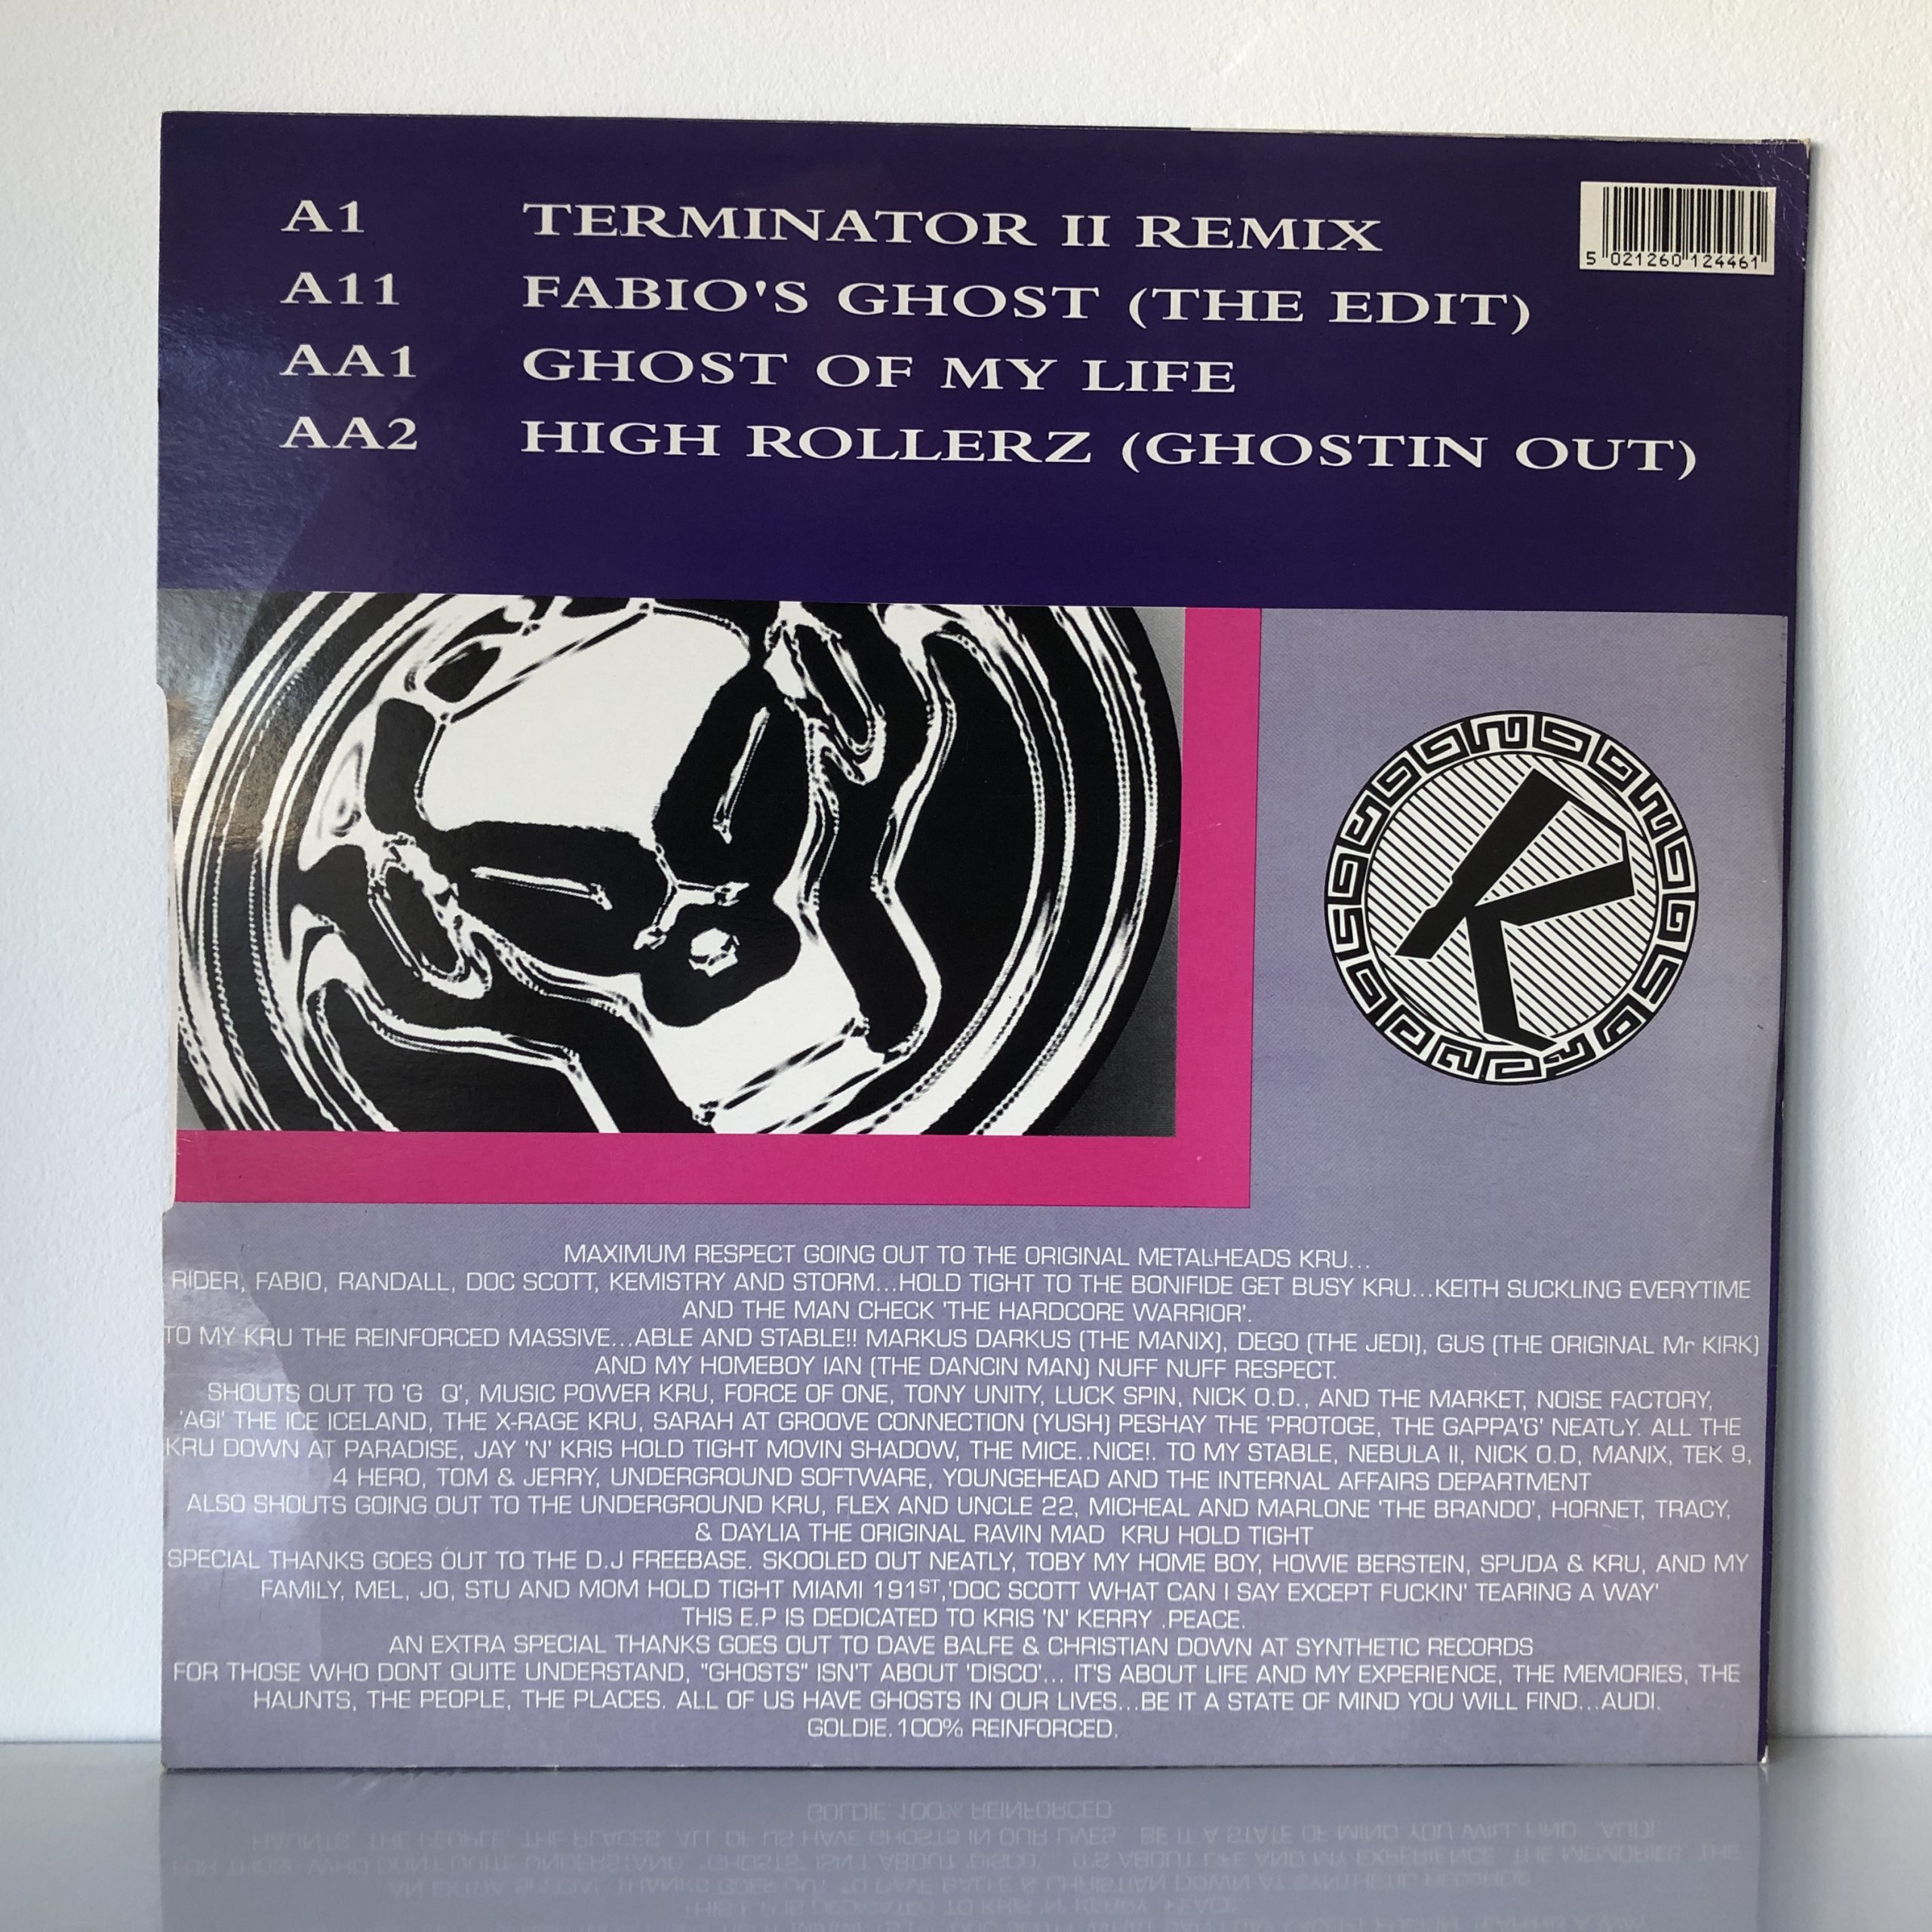 A1 TERMINATOR II REMIX
A11 FABIO'S GHOST (THE EDIT)
AA1 GHOST OF MY LIFE
AA2 HIGH ROLLERZ (GHOSTIN OUT)
5 021260 124461
K
MAXIMUM RESPECT GOING OUT TO THE ORIGINAL METALHEADS KRU...
RIDER, FABIO, RANDALL, DOC SCOTT, KEMISTRY AND STORM...HOLD TIGHT TO THE BONIFIDE GET BUSY KRU...KEITH SUCKLING EVERYTIME
AND THE MAN CHECK 'THE HARDCORE WARRIOR'.
TO MY KRU THE REINFORCED MASSIVE...ABLE AND STABLE!! MARKUS DARKUS (THE MANIX), DEGO (THE JEDI), GUS (THE ORIGINAL Mr KIRK)
AND MY HOMEBOY IAN (THE DANCIN MAN) NUFF NUFF RESPECT.
SHOUTS OUT TO 'G Q', MUSIC POWER KRU, FORCE OF ONE, TONY UNITY, LUCK SPIN, NICK O.D., AND THE MARKET, NOISE FACTORY,
'AGI' THE ICE ICELAND, THE X-RAGE KRU, SARAH AT GROOVE CONNECTION (YUSH) PESHAY THE 'PROTOGE, THE GAPPA'G' NEATLY. ALL THE
KRU DOWN AT PARADISE, JAY 'N' KRIS HOLD TIGHT MOVIN SHADOW, THE MICE..NICE!. TO MY STABLE, NEBULA II, NICK O.D, MANIX, TEK 9,
4 HERO, TOM & JERRY, UNDERGROUND SOFTWARE, YOUNGEHEAD AND THE INTERNAL AFFAIRS DEPARTMENT
ALSO SHOUTS GOING OUT TO THE UNDERGROUND KRU, FLEX AND UNCLE 22, MICHEAL AND MARLONE 'THE BRANDO', HORNET, TRACY,
& DAYLIA THE ORIGINAL RAVIN MAD KRU HOLD TIGHT
SPECIAL THANKS GOES OUT TO THE D.J FREEBASE. SKOOLED OUT NEATLY, TOBY MY HOME BOY, HOWIE BERSTEIN, SPUDA & KRU, AND MY
FAMILY, MEL, JO, STU AND MOM HOLD TIGHT MIAMI 191ST,'DOC SCOTT WHAT CAN I SAY EXCEPT FUCKIN' TEARING A WAY'
THIS E.P IS DEDICATED TO KRIS 'N' KERRY .PEACE.
AN EXTRA SPECIAL THANKS GOES OUT TO DAVE BALFE & CHRISTIAN DOWN AT SYNTHETIC RECORDS
FOR THOSE WHO DONT QUITE UNDERSTAND, "GHOSTS" ISN'T ABOUT 'DISCO'... IT'S ABOUT LIFE AND MY EXPERIENCE, THE MEMORIES, THE
HAUNTS, THE PEOPLE, THE PLACES. ALL OF US HAVE GHOSTS IN OUR LIVES...BE IT A STATE OF MIND YOU WILL FIND...AUDI.
GOLDIE. 100% REINFORCED.